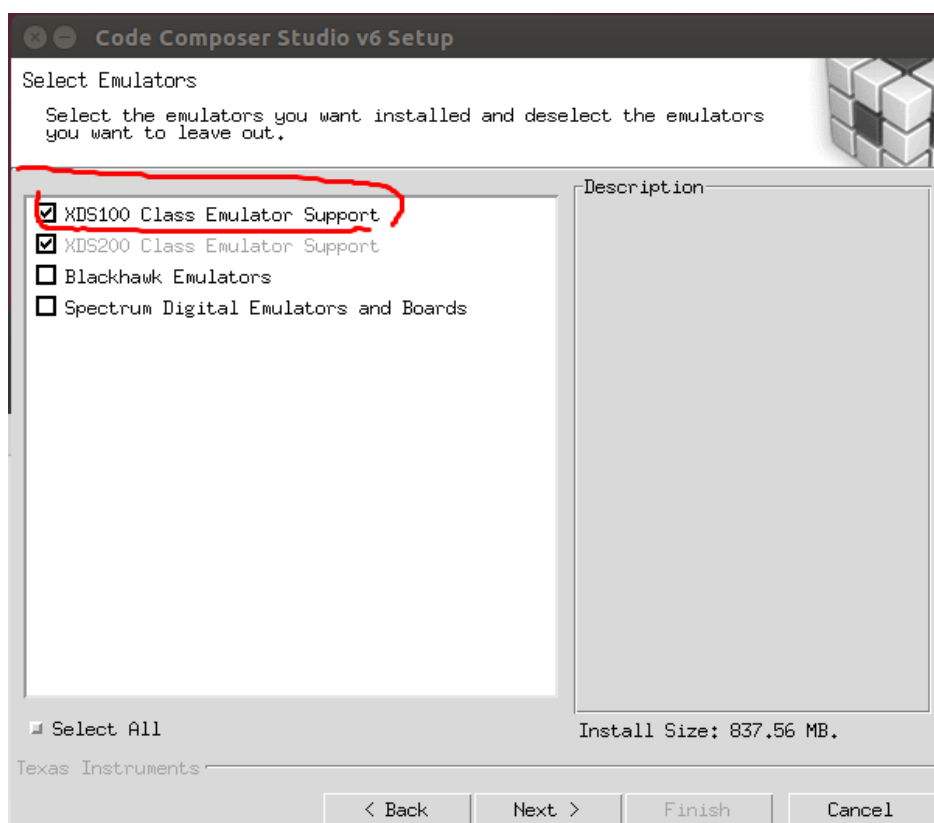 Code Composer Studio v6 Setup
Select Emulators
Select the emulators you want installed and deselect the emulators
you want to leave out.
Description
XDS100 Class Emulator Support
XDS200 Class Emulator Support
Blackhawk Emulators
Spectrum Digital Emulators and Boards
Select All
Install Size: 837.56 MB.
Texas Instruments
< Back
Next >
Finish
Cancel